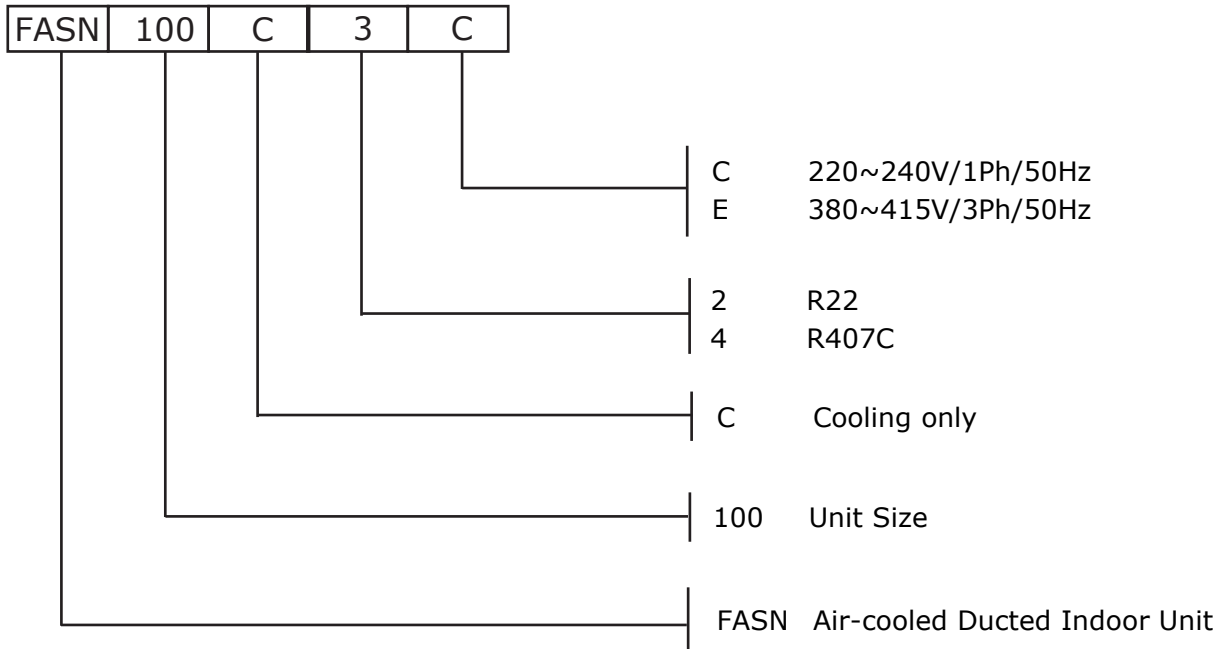 FASN 100 C 3 C
C 220~240V/1Ph/50Hz
E 380~415V/3Ph/50Hz
2 R22
4 R407C
C Cooling only
100 Unit Size
FASN Air-cooled Ducted Indoor Unit